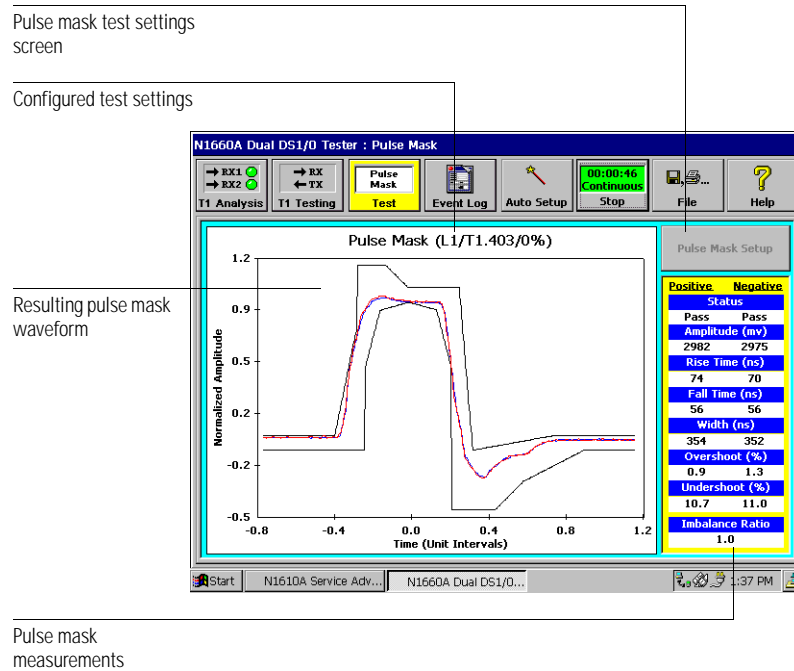 Pulse mask test settings
screen
Configured test settings
N1660A Dual DS1/0 Tester : Pulse Mask
→ RX1
→ RX2
T1 Analysis
→ RX
← TX
T1 Testing
Pulse
Mask
Test
Event Log
Auto Setup
00:00:46
Continuous
Stop
File
Help
Pulse Mask (L1/T1.403/0%)
Pulse Mask Setup
Resulting pulse mask
waveform
Normalized Amplitude
1.2
0.9
0.5
0.2
-0.2
-0.5
-0.8 -0.4 0.0 0.4 0.8 1.2
Time (Unit Intervals)
Positive Negative
Status
Pass Pass
Amplitude (mv)
2982 2975
Rise Time (ns)
74 70
Fall Time (ns)
56 56
Width (ns)
354 352
Overshoot (%)
0.9 1.3
Undershoot (%)
10.7 11.0
Imbalance Ratio
1.0
Start N1610A Service Adv... N1660A Dual DS1/0... 1:37 PM
Pulse mask
measurements